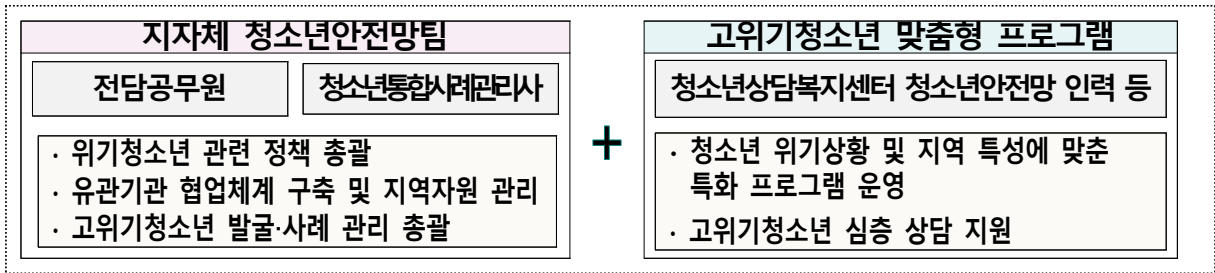 지자체 청소년안전망팀
전담공무원
청소년통합사례관리사
· 위기청소년 관련 정책 총괄
· 유관기관 협업체계 구축 및 지역자원 관리
· 고위기청소년 발굴·사례 관리 총괄
+
고위기청소년 맞춤형 프로그램
청소년상담복지센터 청소년안전망 인력 등
· 청소년 위기상황 및 지역 특성에 맞춘
특화 프로그램 운영
· 고위기청소년 심층 상담 지원